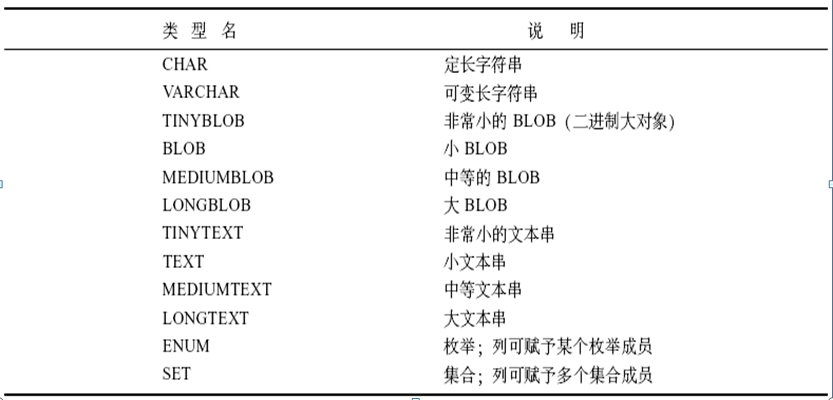 类 型 名 说 明
CHAR 定长字符串
VARCHAR 可变长字符串
TINYBLOB 非常小的 BLOB（二进制大对象）
BLOB 小 BLOB
MEDIUMBLOB 中等的 BLOB
LONGBLOB 大 BLOB
TINYTEXT 非常小的文本串
TEXT 小文本串
MEDIUMTEXT 中等文本串
LONGTEXT 大文本串
ENUM 枚举；列可赋予某个枚举成员
SET 集合；列可赋予多个集合成员